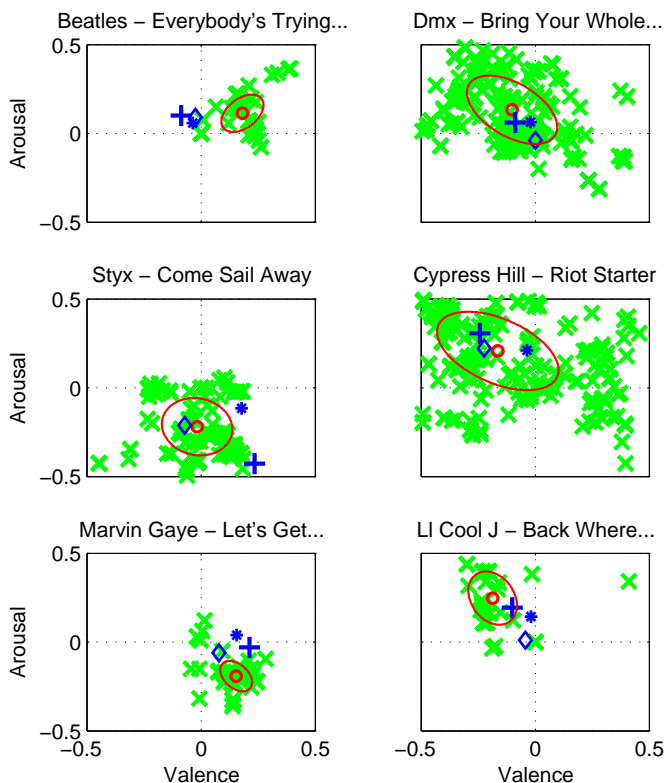 Beatles − Everybody's Trying...
Dmx − Bring Your Whole...
0.5
0
−0.5
Arousal
Styx − Come Sail Away
Cypress Hill − Riot Starter
0.5
0
−0.5
Arousal
Marvin Gaye − Let's Get...
Ll Cool J − Back Where...
0.5
0
−0.5
Arousal
0 0.5
−0.5 0 0.5
Valence
Valence